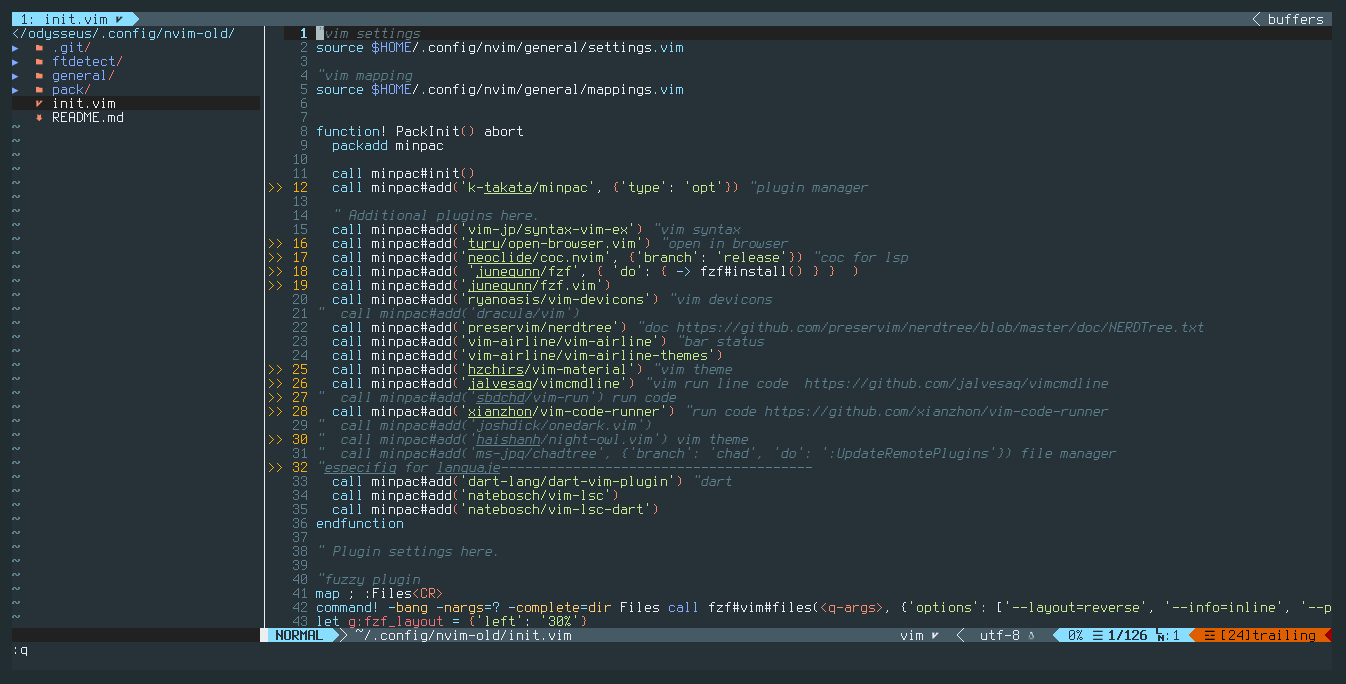 1: init.vim
buffers
</odysseus/.config/nvim-old/
.git/
ftdetect/
general/
pack/
init.vim
README.md
1 "vim settings
2 source $HOME/.config/nvim/general/settings.vim
3
4 "vim mapping
5 source $HOME/.config/nvim/general/mappings.vim
6
7
8 function! PackInit() abort
9   packadd minpac
10
11   call minpac#init()
>> 12   call minpac#add('k-takata/minpac', {'type': 'opt'}) "plugin manager
13
14   " Additional plugins here.
15   call minpac#add('vim-jp/syntax-vim-ex') "vim syntax
>> 16   call minpac#add('tyru/open-browser.vim') "open in browser
>> 17   call minpac#add('neoclide/coc.nvim', {'branch': 'release'}) "coc for lsp
>> 18   call minpac#add( 'junegunn/fzf', { 'do': { -> fzf#install() } }  )
>> 19   call minpac#add('junegunn/fzf.vim')
20   call minpac#add('ryanoasis/vim-devicons') "vim devicons
21 "  call minpac#add('dracula/vim')
22   call minpac#add('preservim/nerdtree') "doc https://github.com/preservim/nerdtree/blob/master/doc/NERDTree.txt
23   call minpac#add('vim-airline/vim-airline') "bar status
24   call minpac#add('vim-airline/vim-airline-themes')
>> 25   call minpac#add('hzchirs/vim-material') "vim theme
>> 26   call minpac#add('jalvesaq/vimcmdline') "vim run line code  https://github.com/jalvesaq/vimcmdline
>> 27 "  call minpac#add('sbdchd/vim-run') run code
>> 28   call minpac#add('xianzhon/vim-code-runner') "run code https://github.com/xianzhon/vim-code-runner
29 "  call minpac#add('joshdick/onedark.vim')
>> 30 "  call minpac#add('haishanh/night-owl.vim') vim theme
31 "  call minpac#add('ms-jpq/chadtree', {'branch': 'chad', 'do': ':UpdateRemotePlugins'}) file manager
>> 32 "especifiq for languaje---------------------------------------
33   call minpac#add('dart-lang/dart-vim-plugin') "dart
34   call minpac#add('natebosch/vim-lsc')
35   call minpac#add('natebosch/vim-lsc-dart')
36 endfunction
37
38 " Plugin settings here.
39
40 "fuzzy plugin
41 map ; :Files<CR>
42 command! -bang -nargs=? -complete=dir Files call fzf#vim#files(<q-args>, {'options': ['--layout=reverse', '--info=inline', '--p
43 let g:fzf_layout = {'left': '30%'}
NORMAL ~/.config/nvim-old/init.vim vim utf-8 0% ☰ 1/126 :1 ☲ [24]trailing
:q